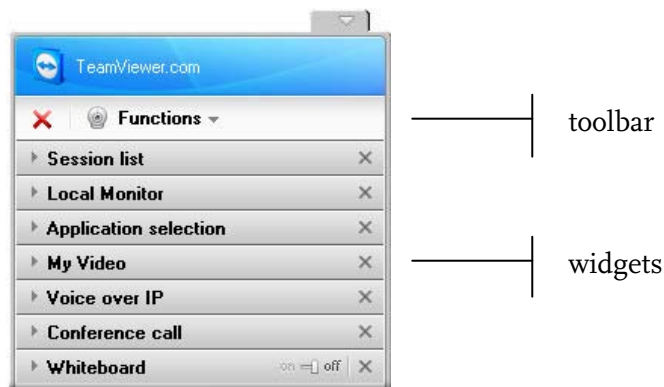 TeamViewer.com
Functions
toolbar
Session list
Local Monitor
Application selection
My Video
widgets
Voice over IP
Conference call
Whiteboard on off